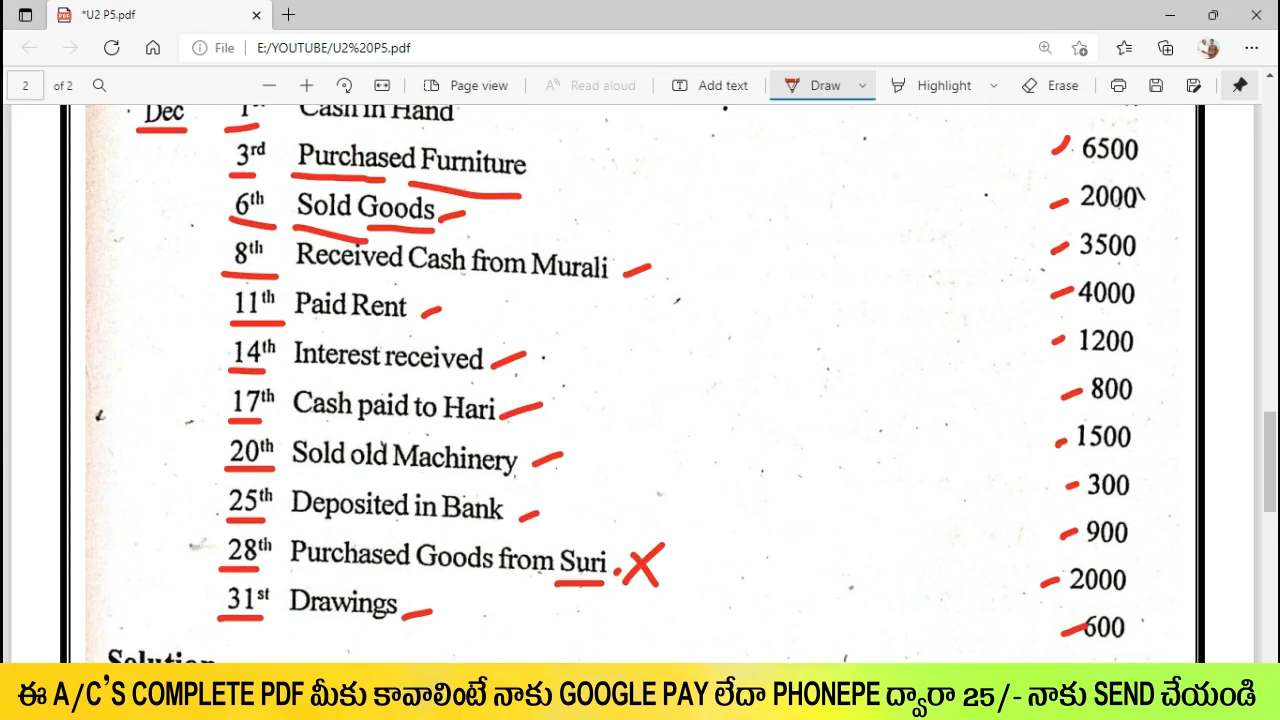 *U2 P5.pdf
File E:/YOUTUBE/U2%20P5.pdf
2 of 2 Page view Read aloud Add text Draw Highlight Erase
Dec 1st Cash in Hand 6500
3rd Purchased Furniture 2000
6th Sold Goods 3500
8th Received Cash from Murali 4000
11th Paid Rent 1200
14th Interest received 800
17th Cash paid to Hari 1500
20th Sold old Machinery 300
25th Deposited in Bank 900
28th Purchased Goods from Suri 2000
31st Drawings 600
Solution
ఈ A/C'S COMPLETE PDF మీకు కావాలింటే నాకు GOOGLE PAY లేదా PHONEPE ద్వారా 25/- నాకు SEND చేయండి